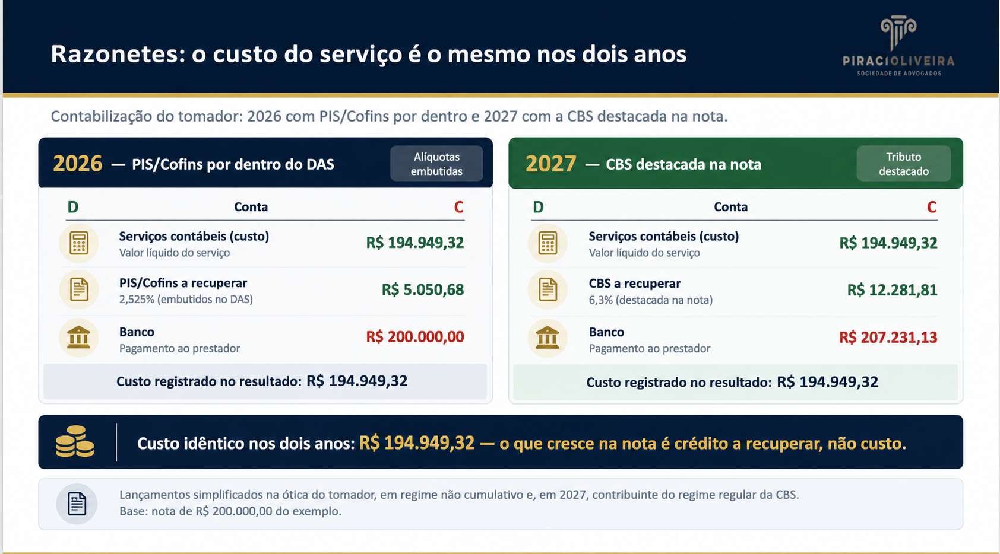 Razonetes: o custo do serviço é o mesmo nos dois anos
PIRACIOLIVEIRA
SOCIEDADE DE ADVOGADOS
Contabilização do tomador: 2026 com PIS/Cofins por dentro e 2027 com a CBS destacada na nota.
2026 — PIS/Cofins por dentro do DAS
Alíquotas
embutidas
D Conta C
Serviços contábeis (custo) R$ 194.949,32
Valor líquido do serviço
PIS/Cofins a recuperar R$ 5.050,68
2,525% (embutidos no DAS)
Banco R$ 200.000,00
Pagamento ao prestador
Custo registrado no resultado: R$ 194.949,32
2027 — CBS destacada na nota
Tributo
destacado
D Conta C
Serviços contábeis (custo) R$ 194.949,32
Valor líquido do serviço
CBS a recuperar R$ 12.281,81
6,3% (destacada na nota)
Banco R$ 207.231,13
Pagamento ao prestador
Custo registrado no resultado: R$ 194.949,32
Custo idêntico nos dois anos: R$ 194.949,32 — o que cresce na nota é crédito a recuperar, não custo.
Lançamentos simplificados na ótica do tomador, em regime não cumulativo e, em 2027, contribuinte do regime regular da CBS.
Base: nota de R$ 200.000,00 do exemplo.